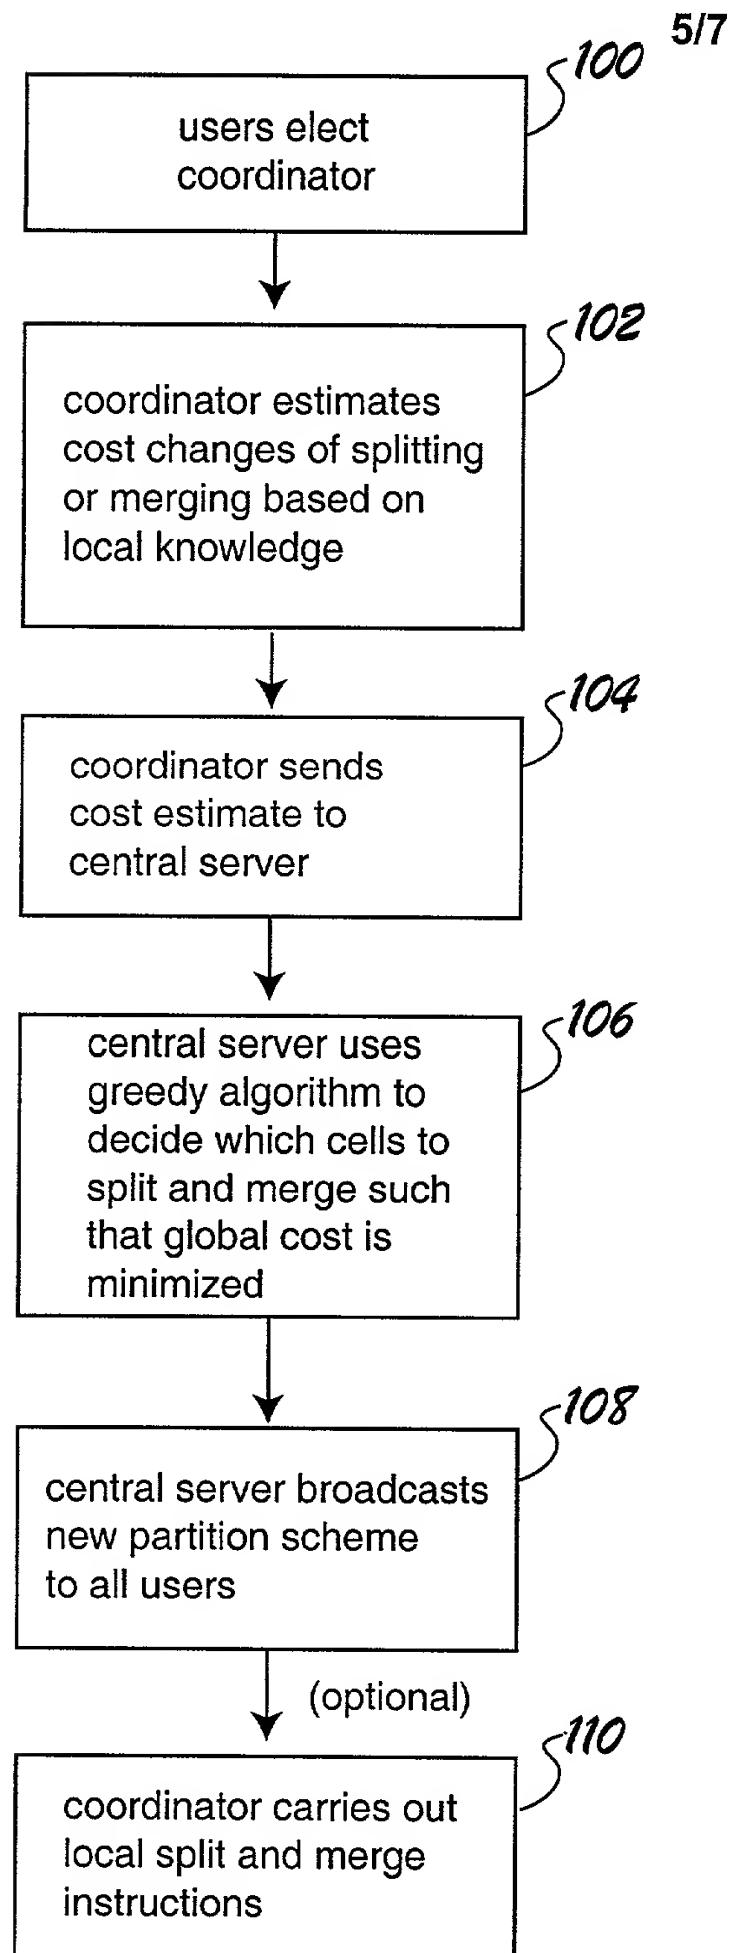 5/7
100
users elect
coordinator
102
coordinator estimates
cost changes of splitting
or merging based on
local knowledge
104
coordinator sends
cost estimate to
central server
106
central server uses
greedy algorithm to
decide which cells to
split and merge such
that global cost is
minimized
108
central server broadcasts
new partition scheme
to all users
(optional)
110
coordinator carries out
local split and merge
instructions